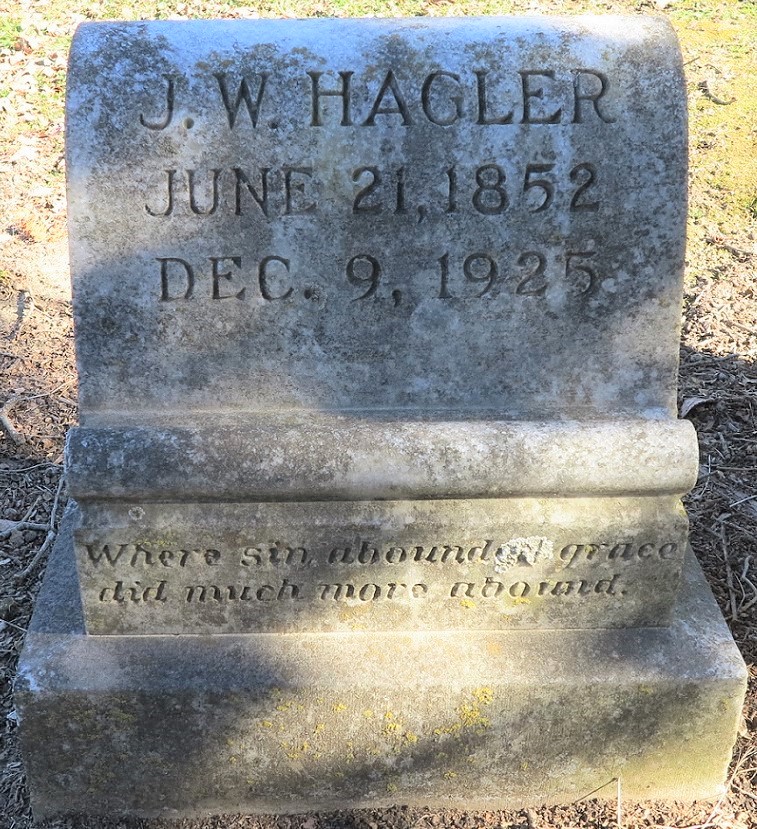 J. W. HAGLER
JUNE 21, 1852
DEC. 9, 1925
Where sin abounded grace
did much more abound.